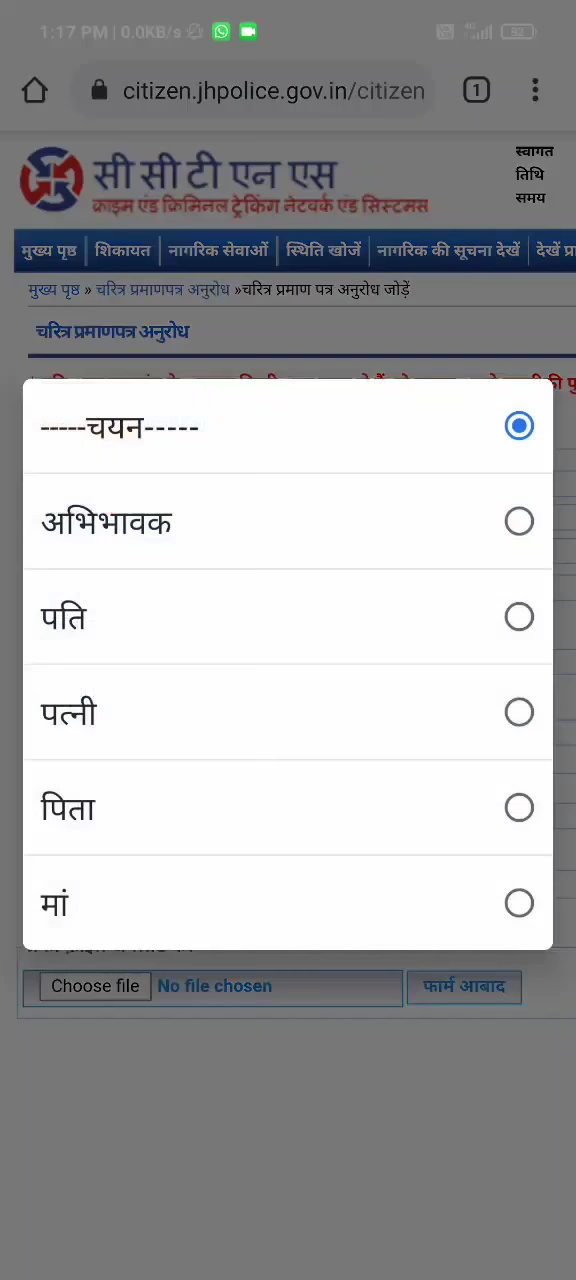 1:17 PM | 0.0KB/s
92
citizen.jhpolice.gov.in/citizen
1
सी सी टी एन एस
क्राइम एंड क्रिमिनल ट्रेकिंग नेटवर्क एंड सिस्टमस
स्वागत
तिथि
समय
मुख्य पृष्ठ | शिकायत | नागरिक सेवाओं | स्थिति खोजें | नागरिक की सूचना देखें | देखें प्रा
मुख्य पृष्ठ » चरित्र प्रमाणपत्र अनुरोध »चरित्र प्रमाण पत्र अनुरोध जोड़ें
चरित्र प्रमाणपत्र अनुरोध
-----चयन-----
अभिभावक
पति
पत्नी
पिता
मां
Choose file No file chosen फार्म आबाद